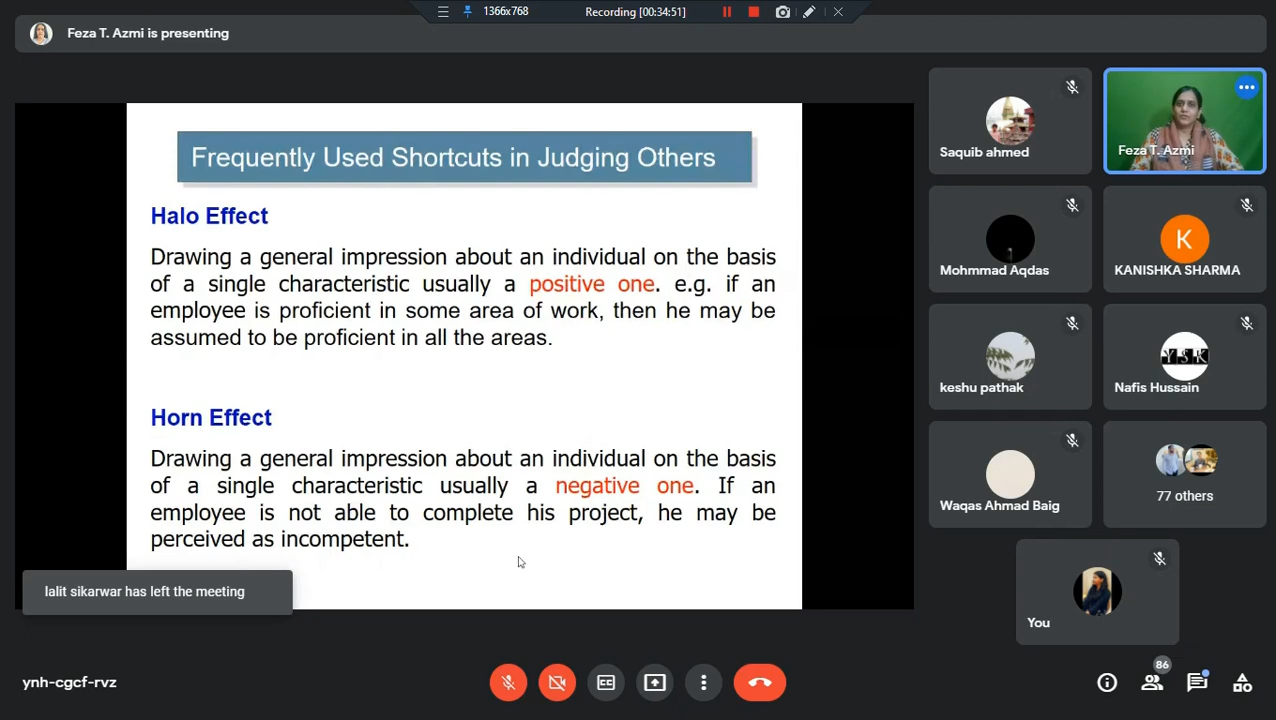 1366x768
Recording [00:34:51]
Feza T. Azmi is presenting
Frequently Used Shortcuts in Judging Others
Halo Effect
Drawing a general impression about an individual on the basis
of a single characteristic usually a positive one. e.g. if an
employee is proficient in some area of work, then he may be
assumed to be proficient in all the areas.
Horn Effect
Drawing a general impression about an individual on the basis
of a single characteristic usually a negative one. If an
employee is not able to complete his project, he may be
perceived as incompetent.
lalit sikarwar has left the meeting
Saquib ahmed
Feza T. Azmi
Mohmmad Aqdas
K
KANISHKA SHARMA
keshu pathak
YSK
Nafis Hussain
Waqas Ahmad Baig
77 others
You
ynh-cgcf-rvz
CC
86